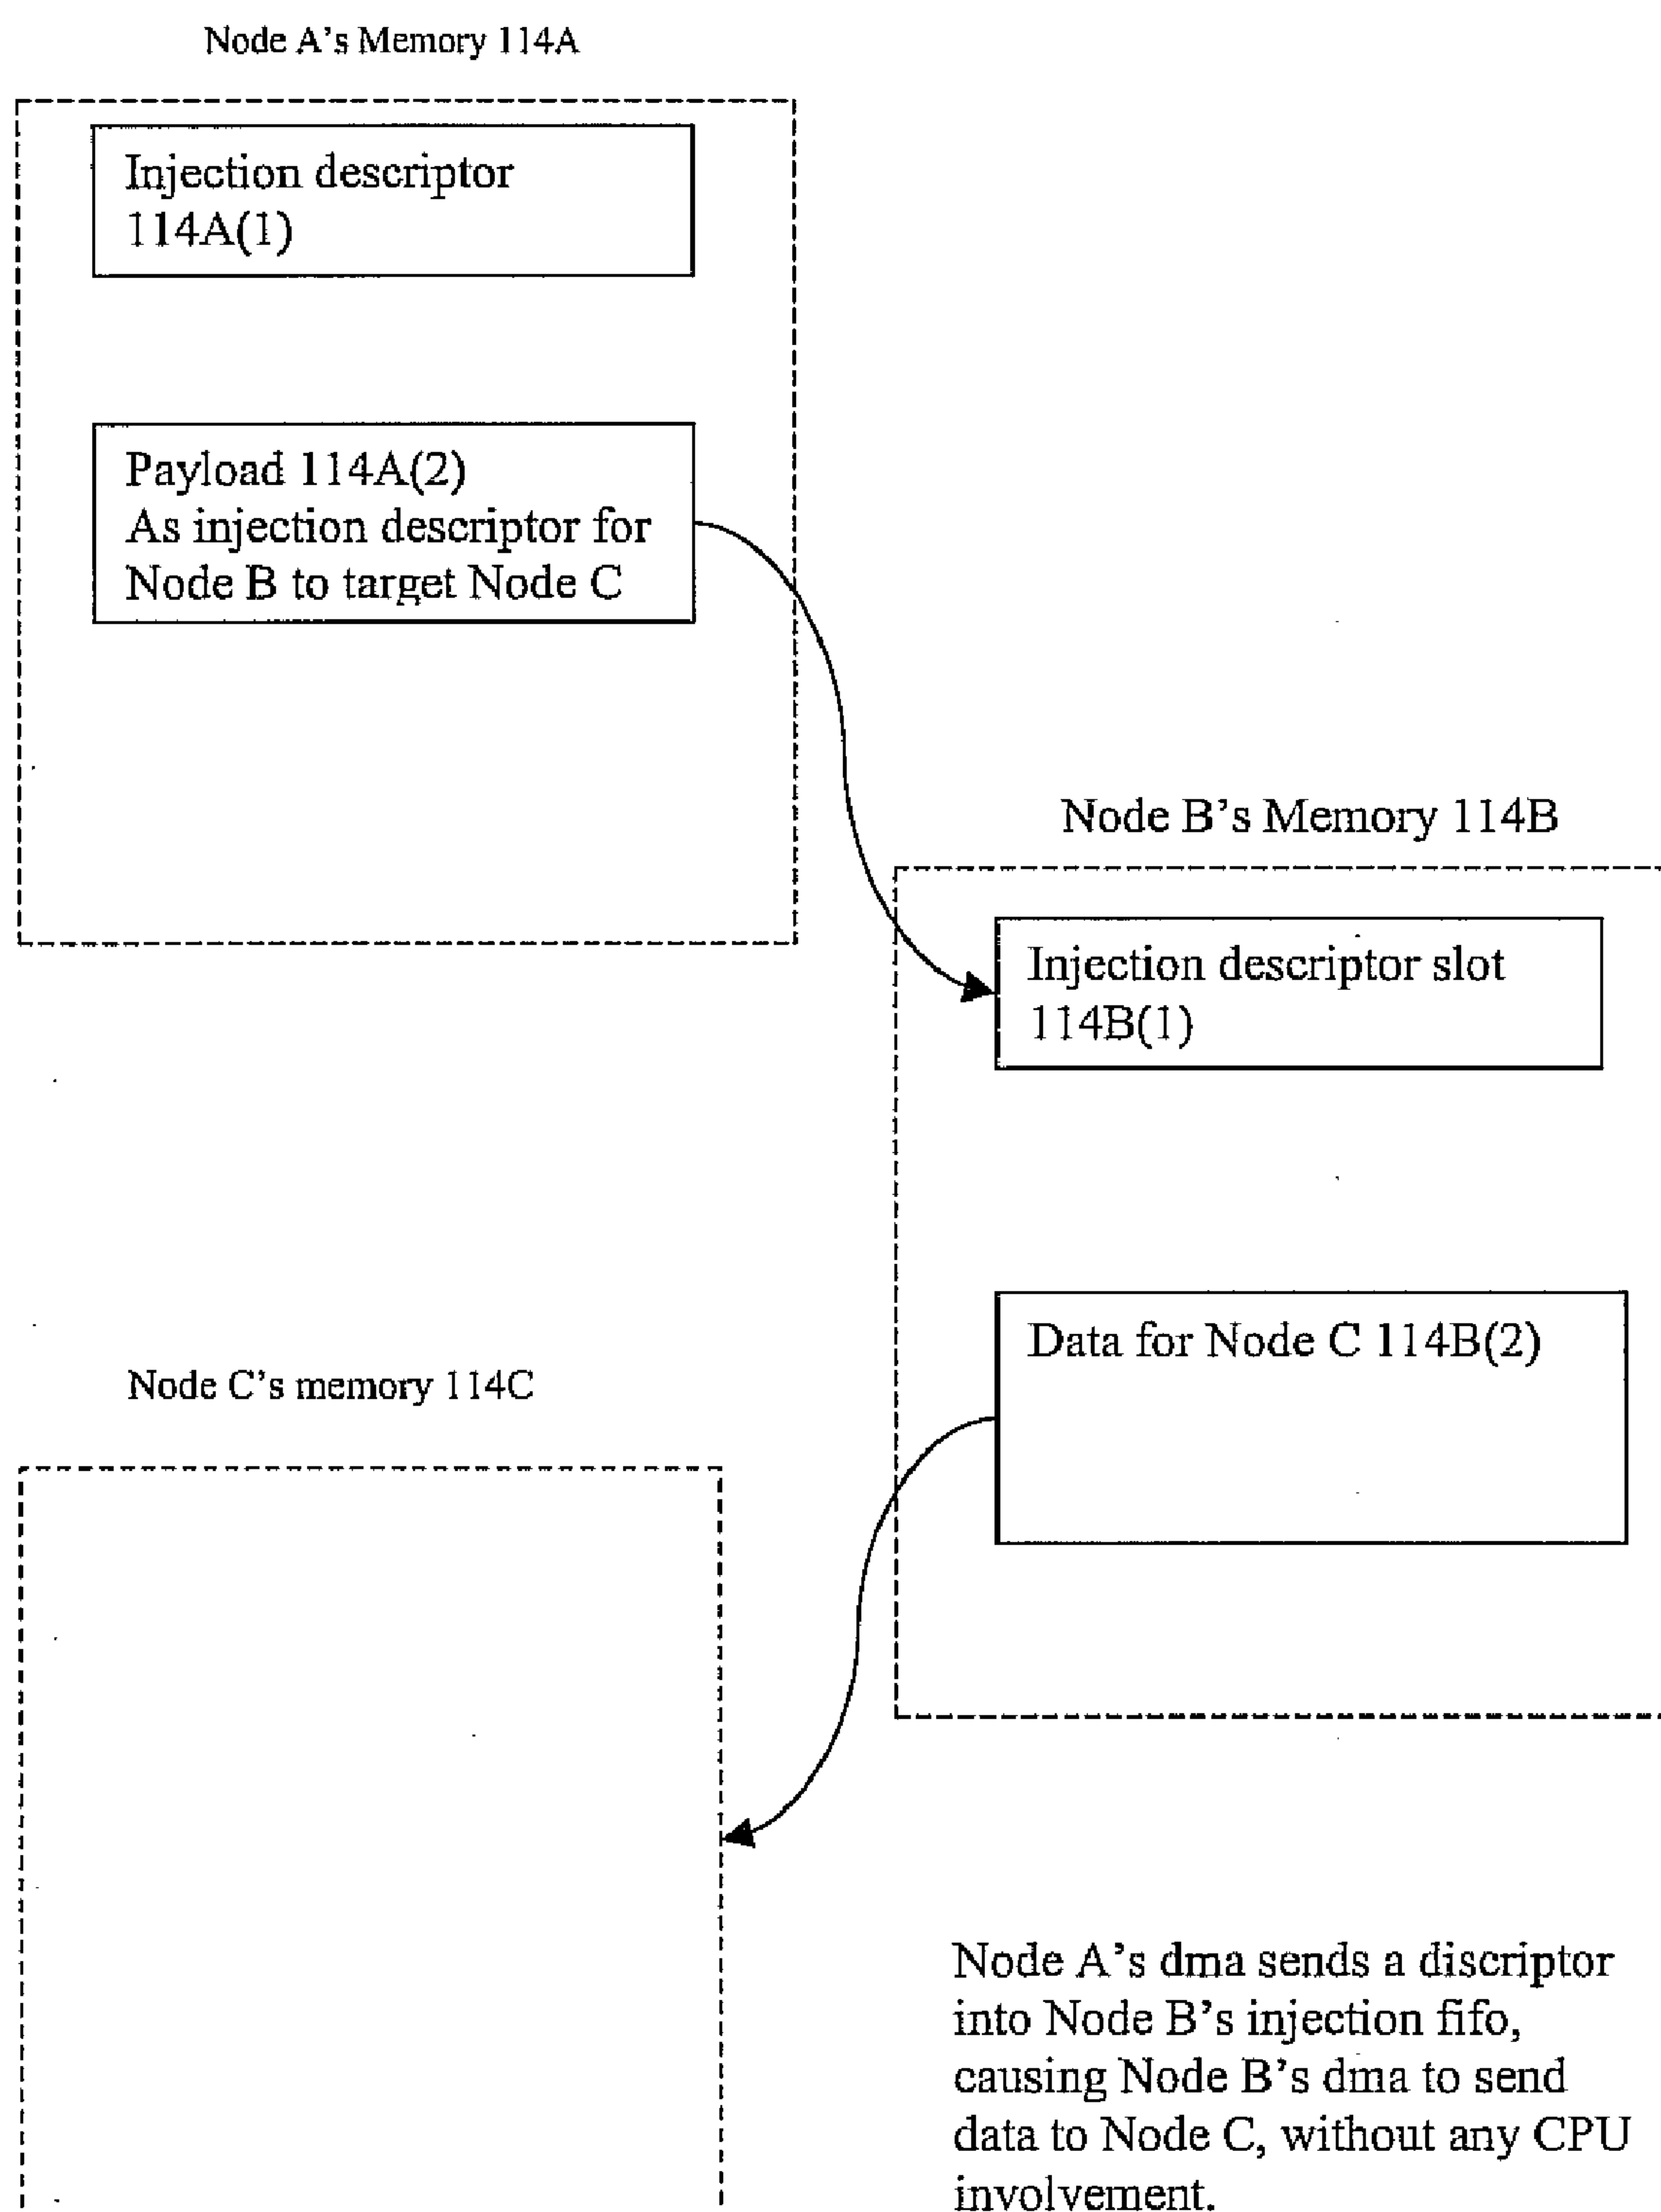 Node A's Memory 114A
Injection descriptor
114A(1)
Payload 114A(2)
As injection descriptor for
Node B to target Node C
Node B's Memory 114B
Injection descriptor slot
114B(1)
Data for Node C 114B(2)
Node C's memory 114C
Node A's dma sends a discriptor
into Node B's injection fifo,
causing Node B's dma to send
data to Node C, without any CPU
involvement.